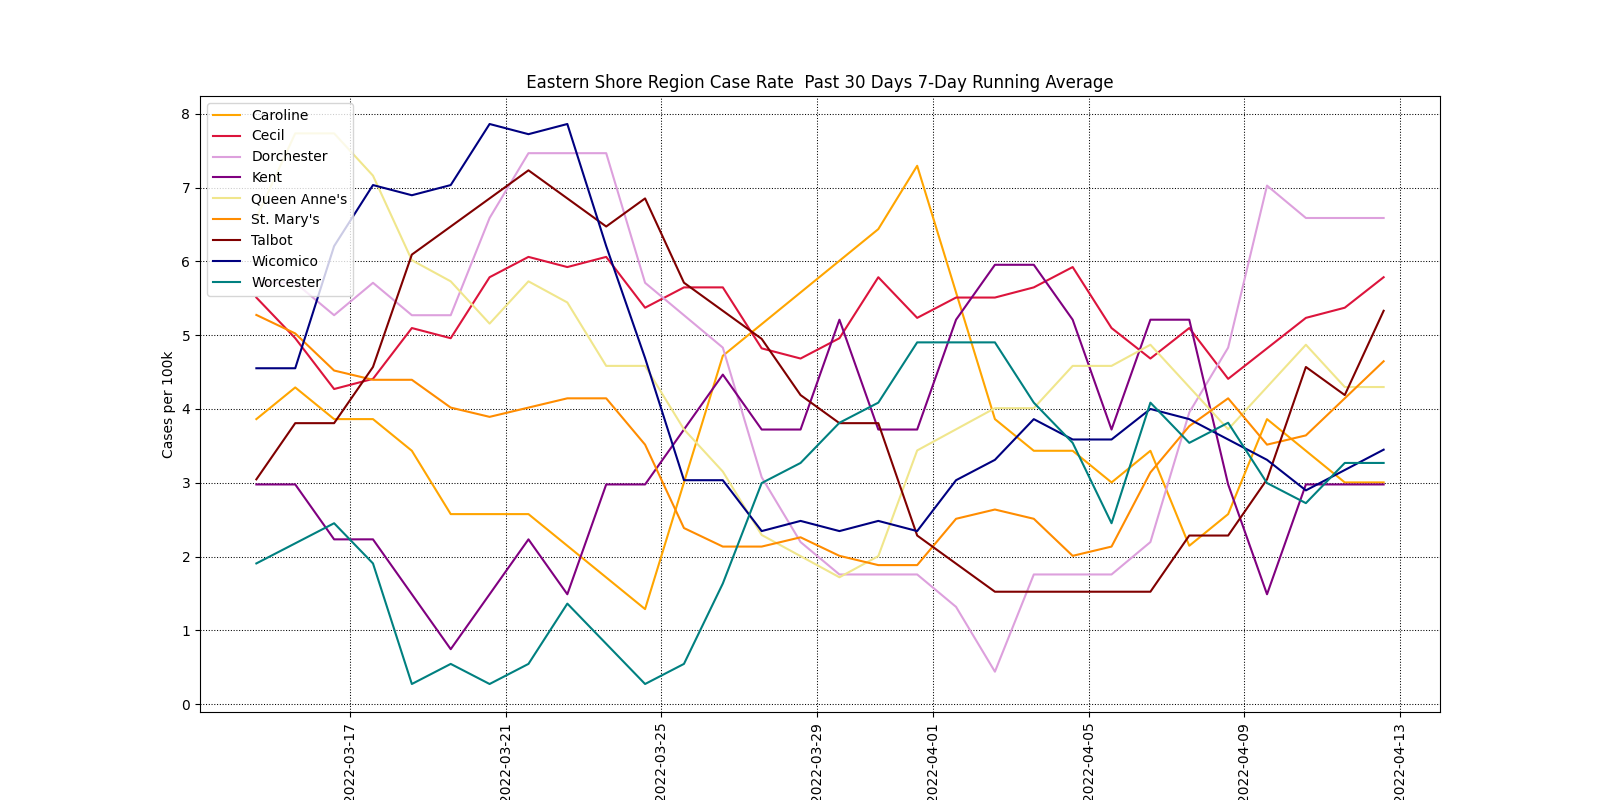 Eastern Shore Region Case Rate  Past 30 Days 7-Day Running Average
Caroline
Cecil
Dorchester
Kent
Queen Anne's
St. Mary's
Talbot
Wicomico
Worcester
8
7
6
5
4
3
2
1
0
Cases per 100k
2022-03-17
2022-03-21
2022-03-25
2022-03-29
2022-04-01
2022-04-05
2022-04-09
2022-04-13